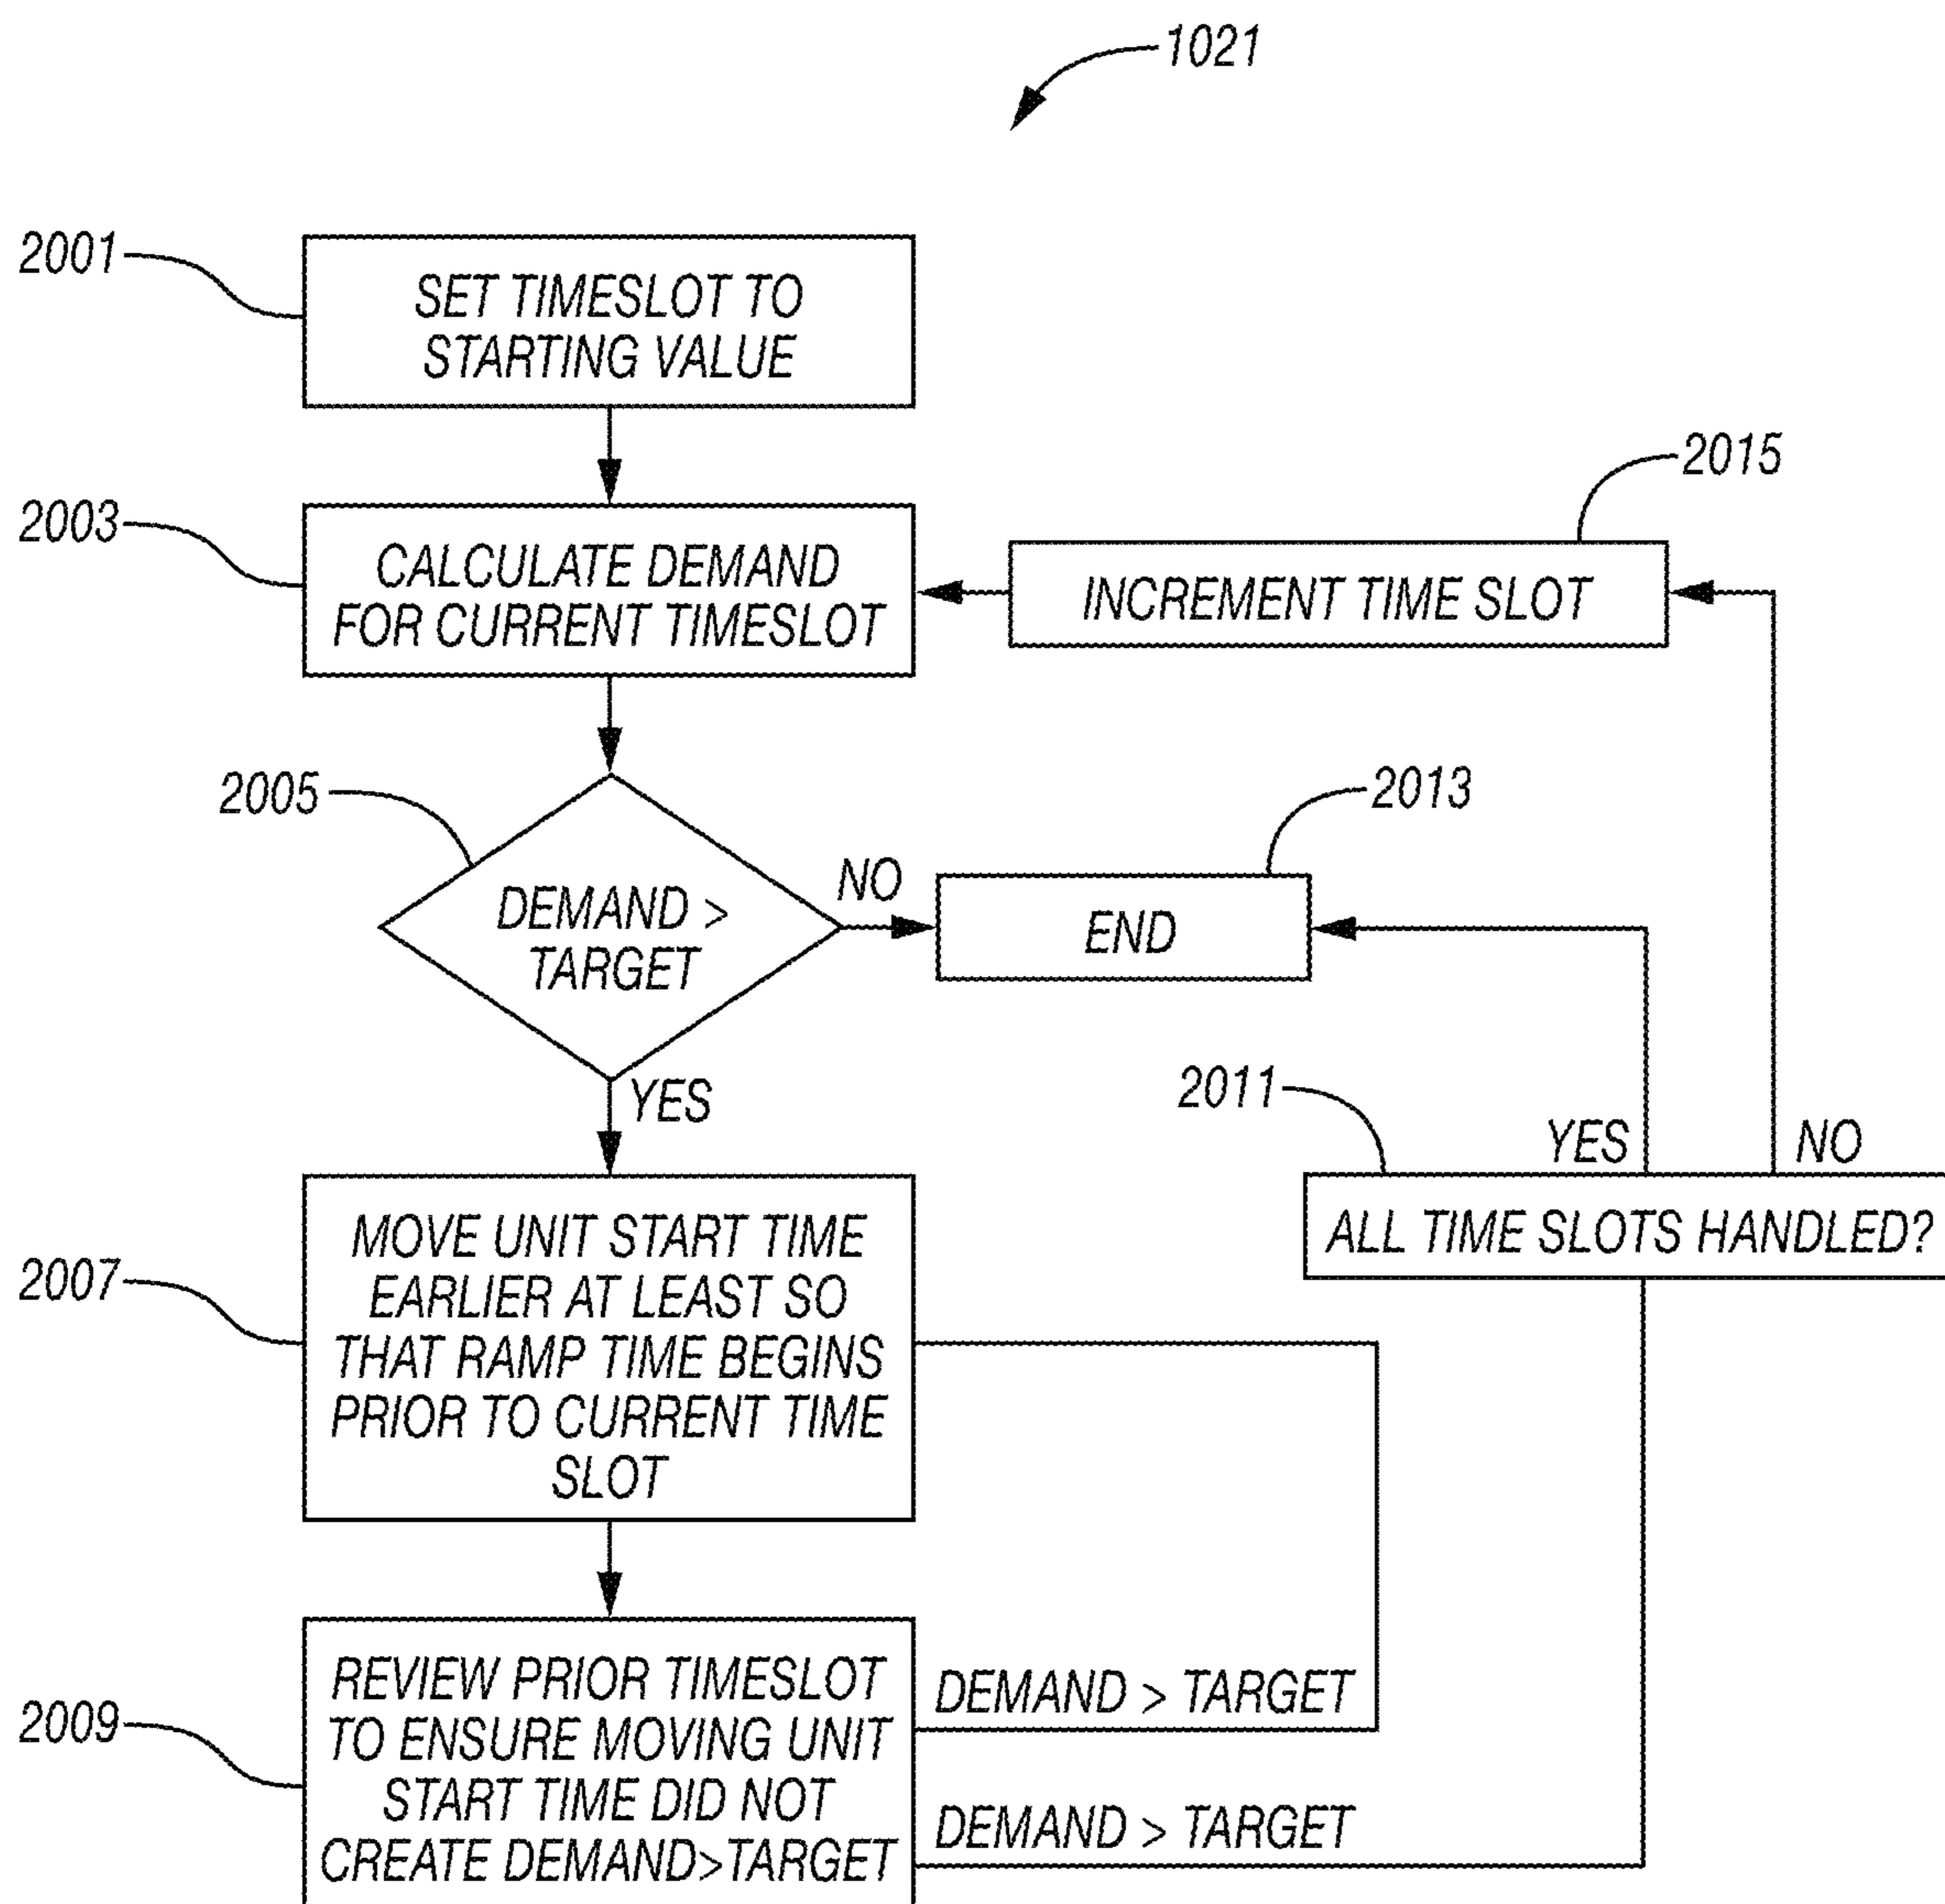 1021
2001
SET TIMESLOT TO
STARTING VALUE
2015
2003
CALCULATE DEMAND
FOR CURRENT TIMESLOT
INCREMENT TIME SLOT
2005
2013
DEMAND >
TARGET
NO
END
YES
2011
YES
NO
ALL TIME SLOTS HANDLED?
2007
MOVE UNIT START TIME
EARLIER AT LEAST SO
THAT RAMP TIME BEGINS
PRIOR TO CURRENT TIME
SLOT
2009
REVIEW PRIOR TIMESLOT
TO ENSURE MOVING UNIT
START TIME DID NOT
CREATE DEMAND>TARGET
DEMAND > TARGET
DEMAND > TARGET